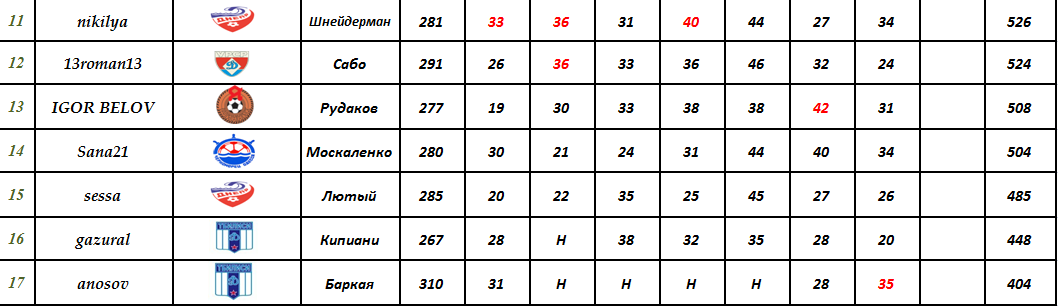 11 nikilya ДНЕПР Шнейдерман 281 33 36 31 40 44 27 34 526
12 13roman13 Сабо 291 26 36 33 36 46 32 24 524
13 IGOR BELOV Рудаков 277 19 30 33 38 38 42 31 508
14 Sana21 Москаленко 280 30 21 24 31 44 40 34 504
15 sessa ДНЕПР Лютый 285 20 22 35 25 45 27 26 485
16 gazural Кипиани 267 28 Н 38 32 35 28 20 448
17 anosov Баркая 310 31 Н Н Н Н 28 35 404